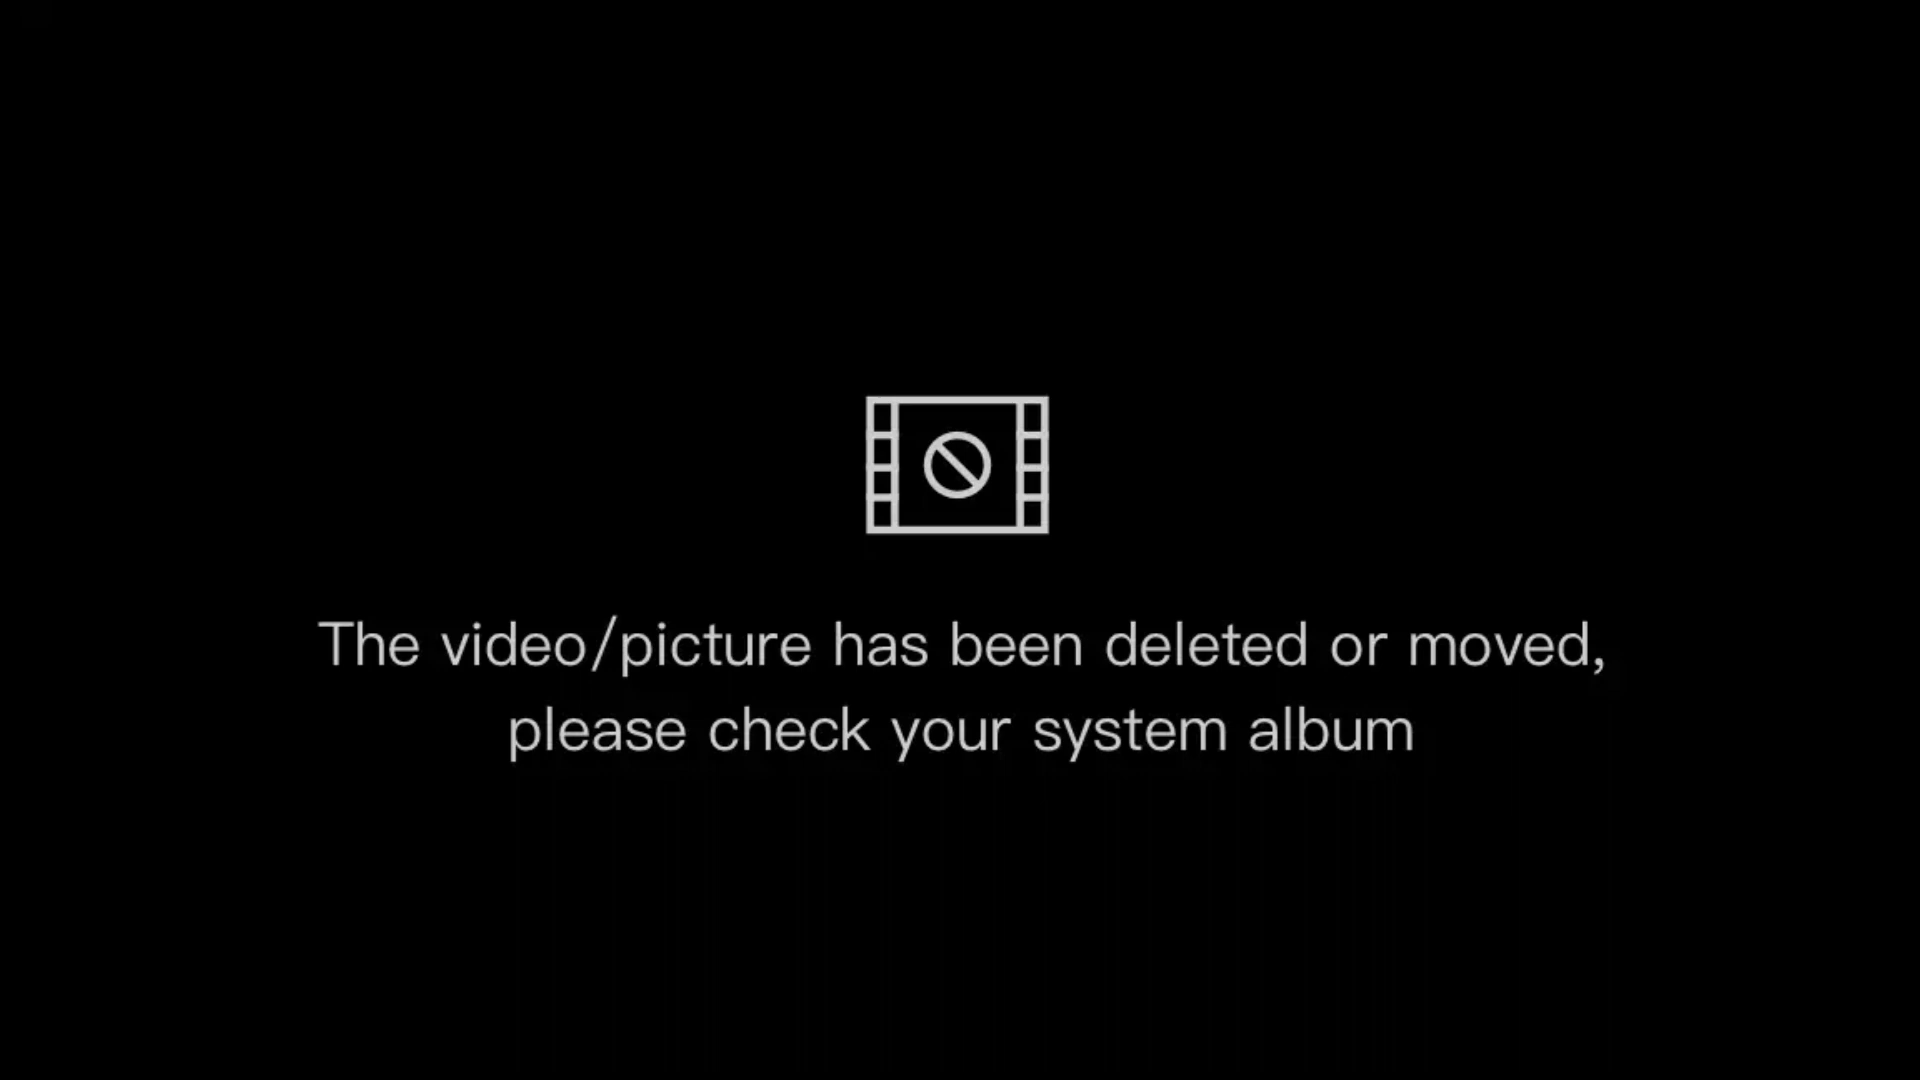 The video/picture has been deleted or moved,
please check your system album